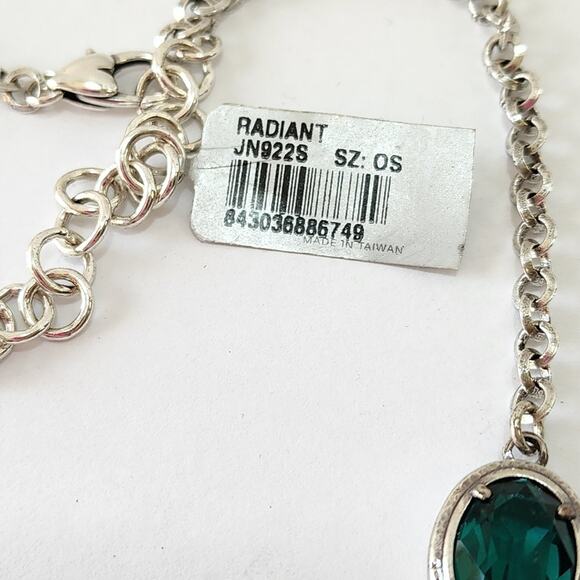 RADIANT
JN922S SZ: OS
843036886749
MADE IN TAIWAN